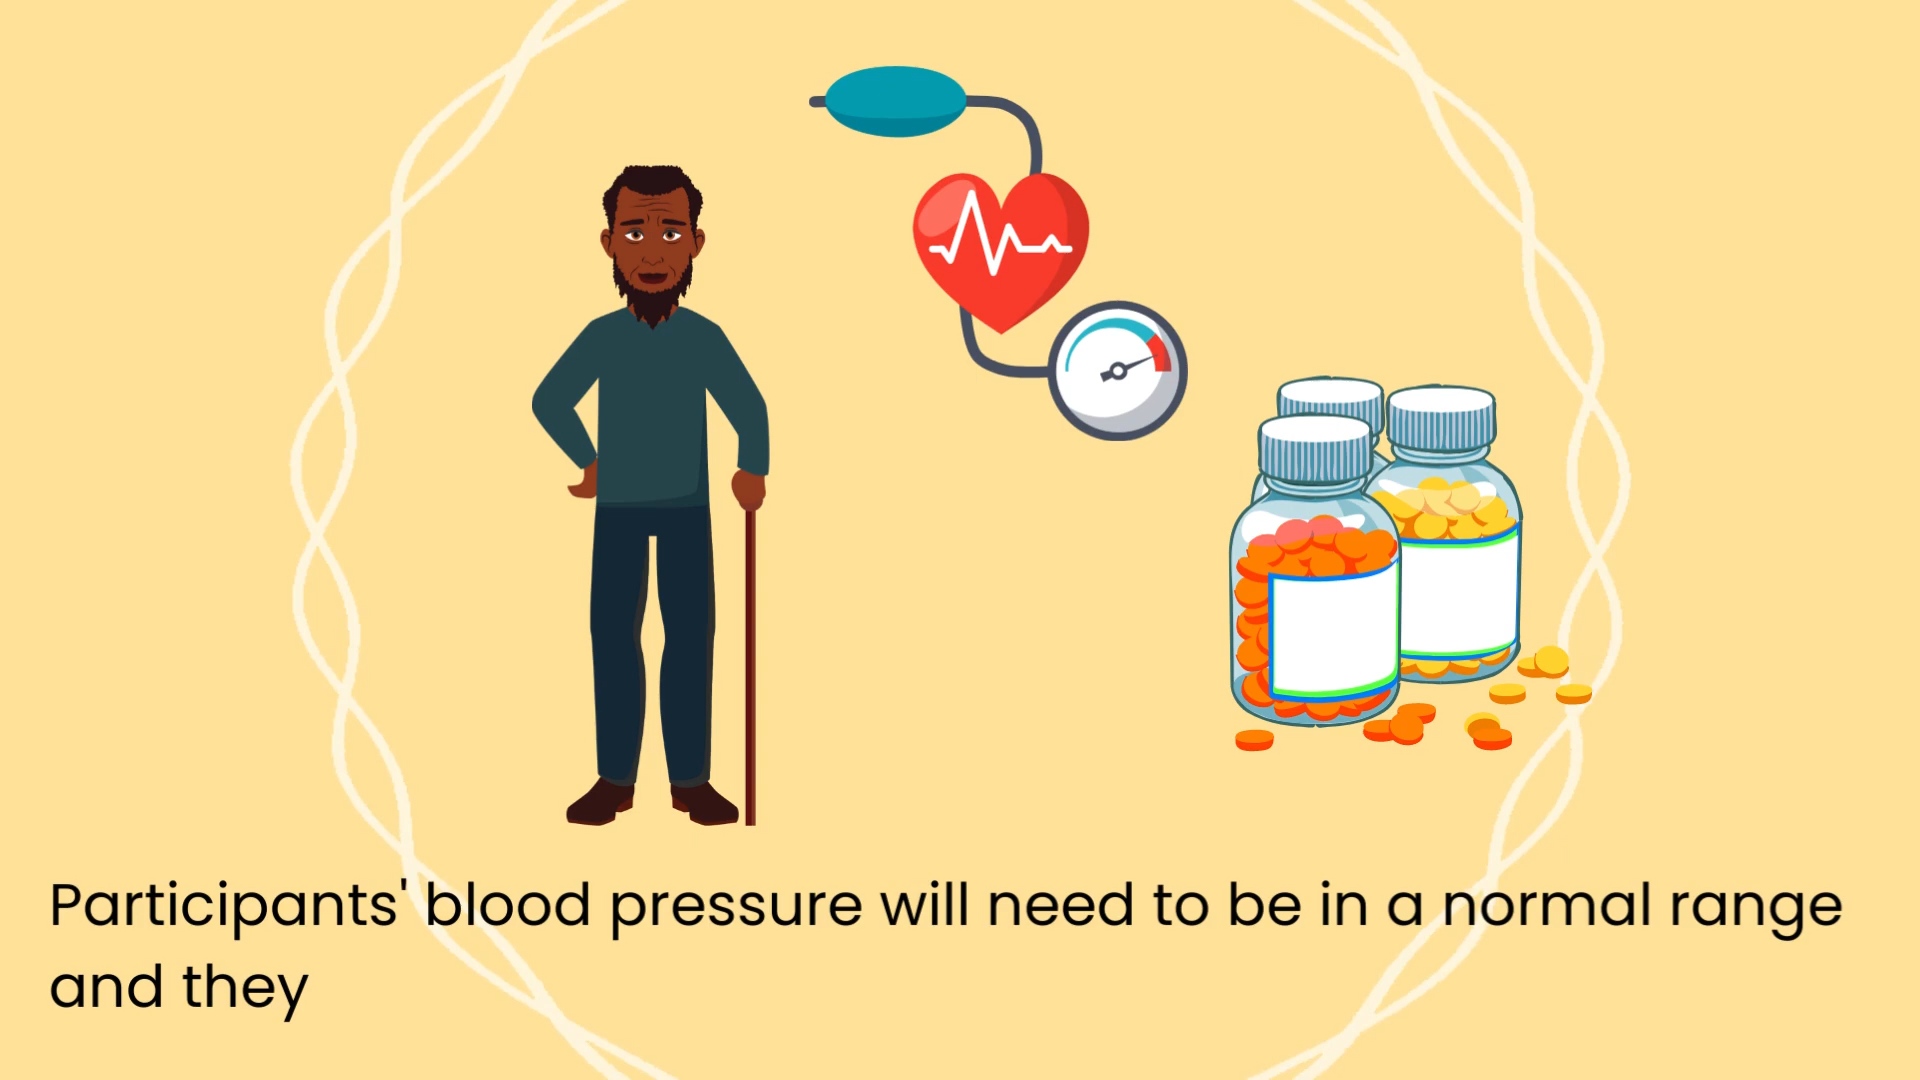 Participants' blood pressure will need to be in a normal range
and they